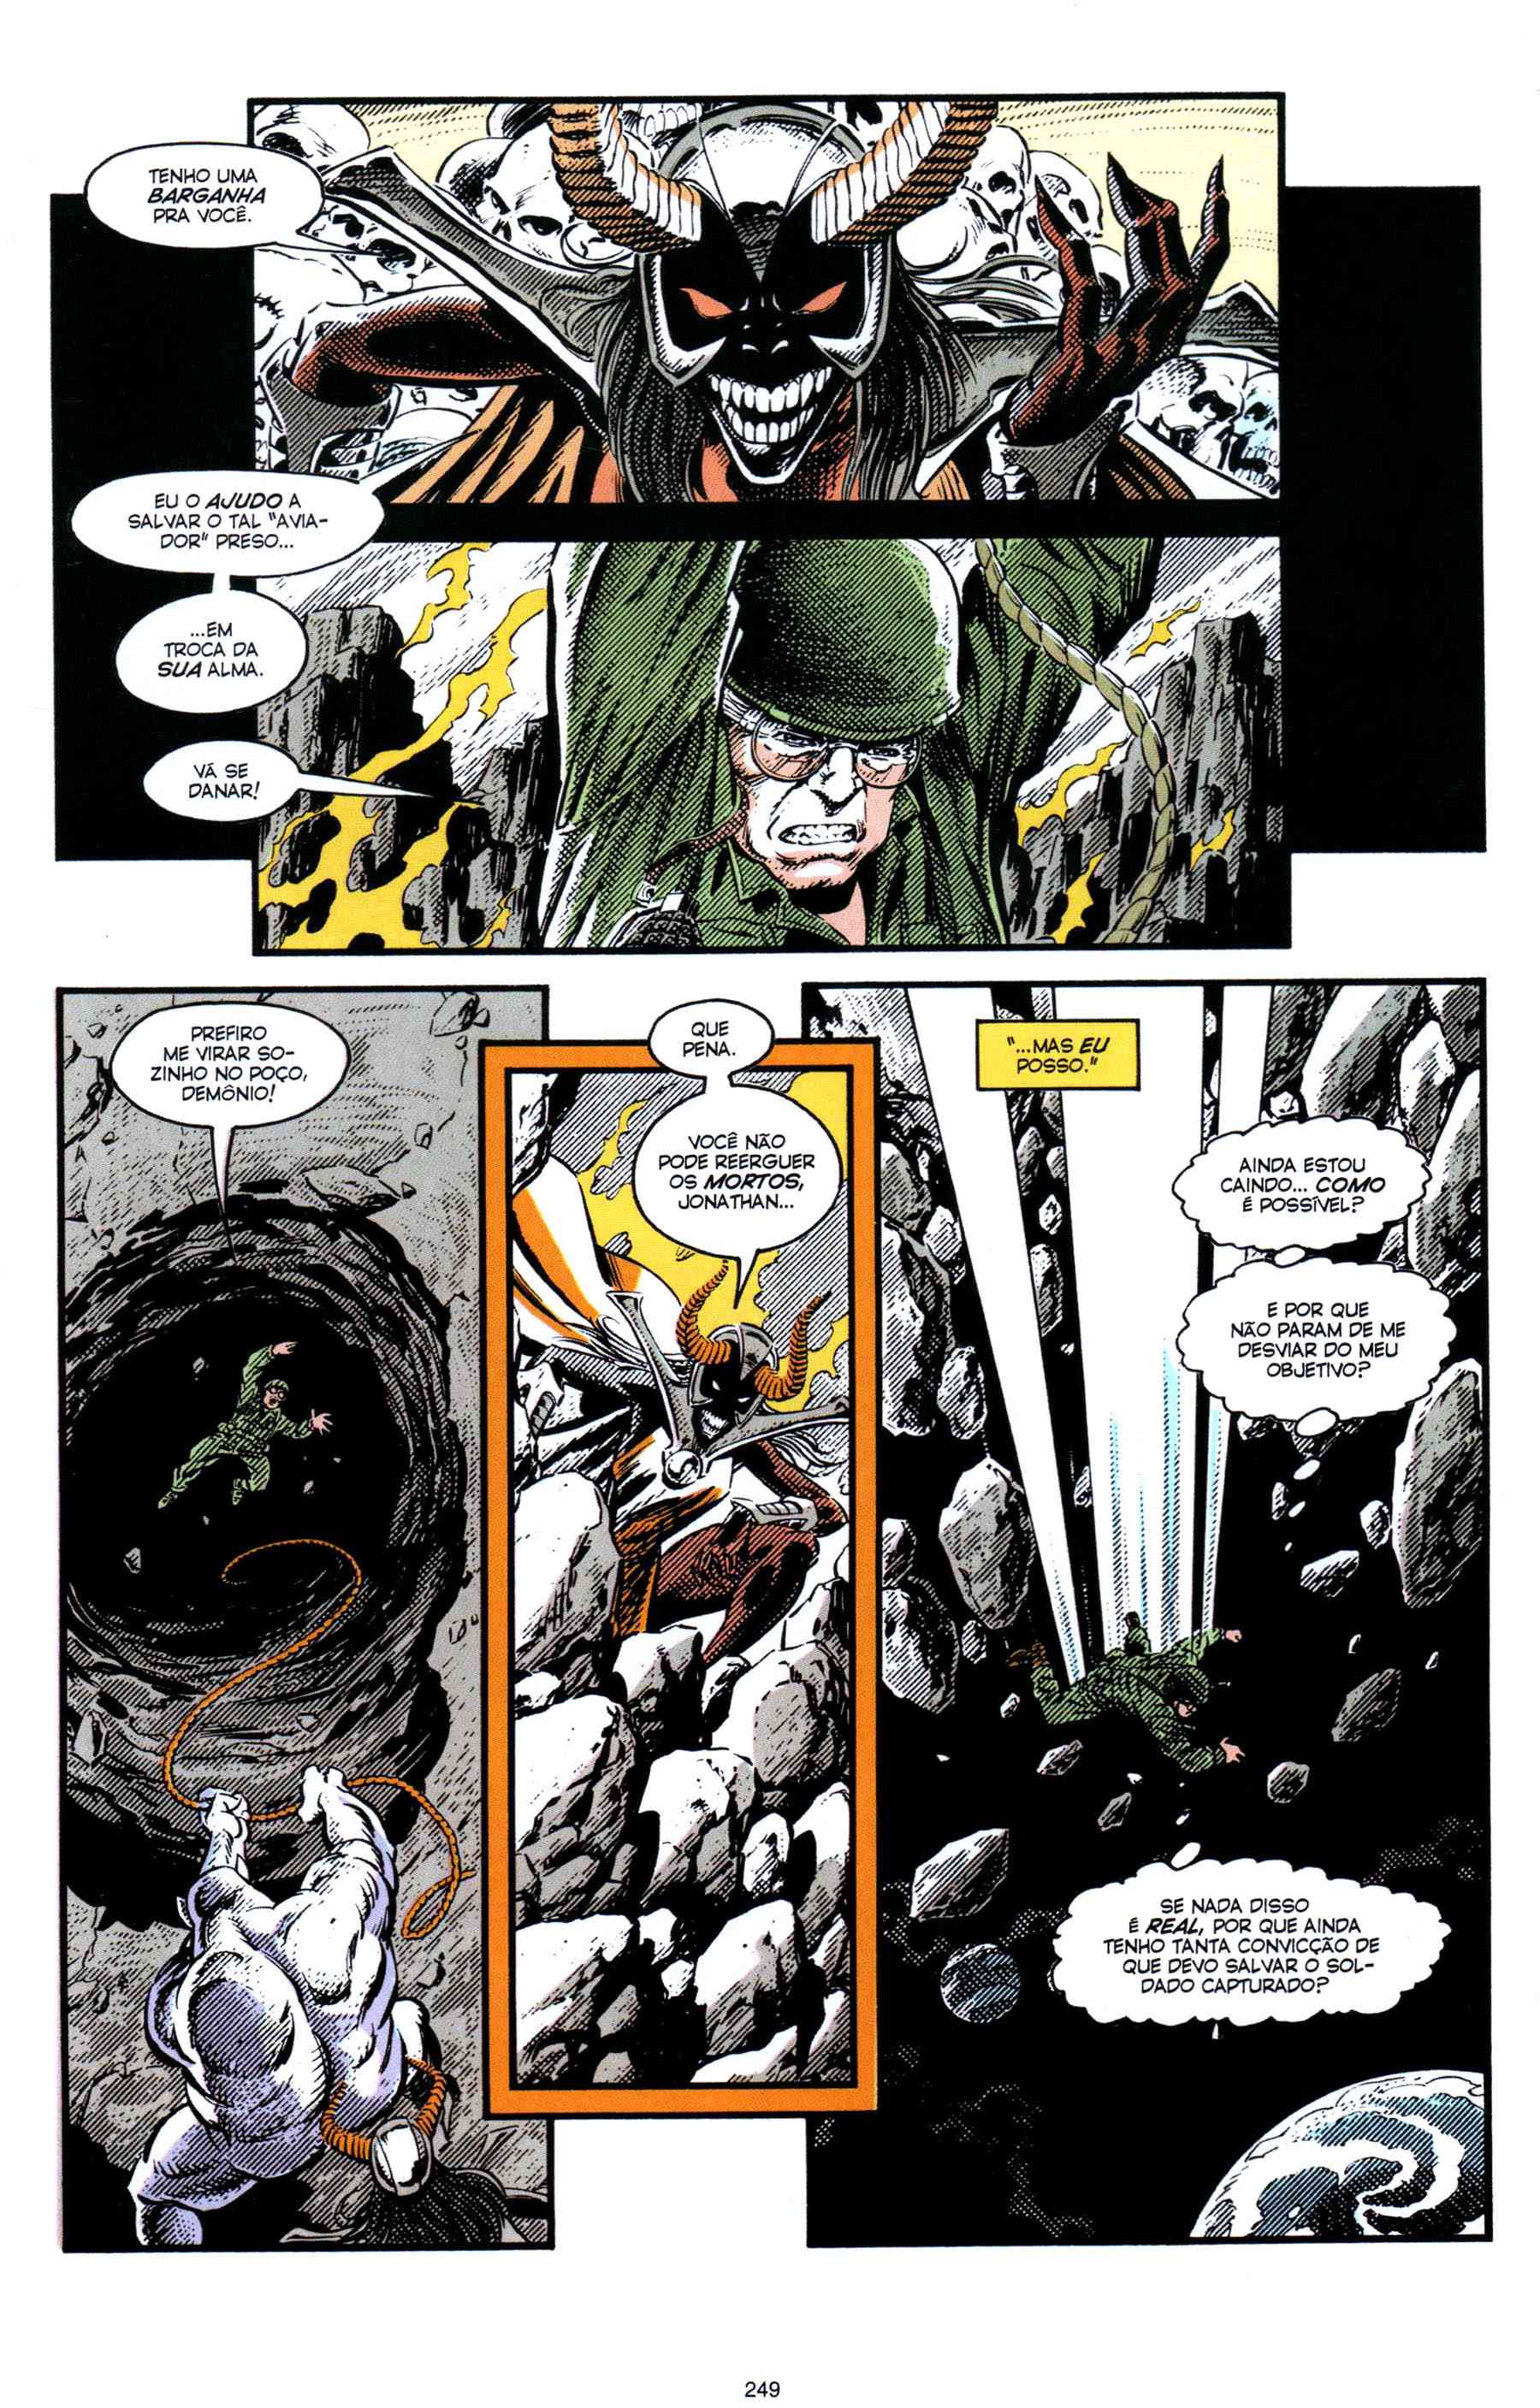 TENHO UMA
BARGANHA
PRA VOCÊ.
EU O AJUDO A
SALVAR O TAL "AVIA-
DOR" PRESO...
...EM
TROCA DA
SUA ALMA.
VÁ SE
DANAR!
PREFIRO
ME VIRAR SO-
ZINHO NO POÇO,
DEMÔNIO!
QUE
PENA.
VOCÊ NÃO
PODE REERGUER
OS MORTOS,
JONATHAN...
"...MAS EU
POSSO."
AINDA ESTOU
CAINDO... COMO
É POSSÍVEL?
E POR QUE
NÃO PARAM DE ME
DESVIAR DO MEU
OBJETIVO?
SE NADA DISSO
É REAL, POR QUE AINDA
TENHO TANTA CONVICÇÃO DE
QUE DEVO SALVAR O SOL-
DADO CAPTURADO?
249